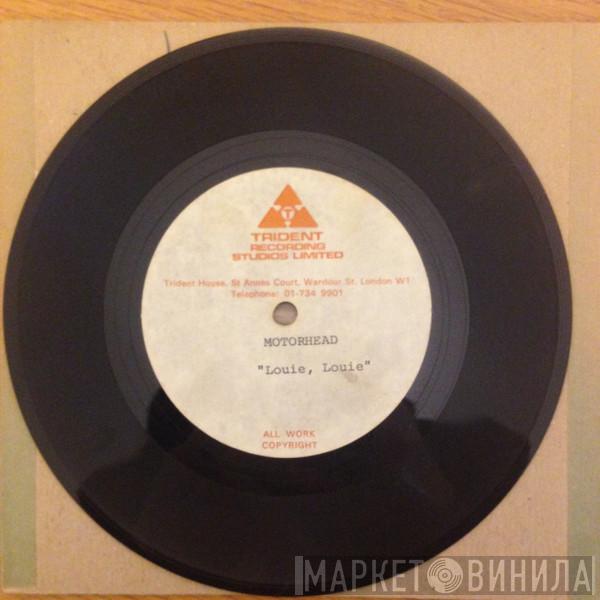 T
TRIDENT
RECORDING
STUDIOS LIMITED
Trident House, St Annes Court, Wardour St. London W1
Telephone: 01-734 9901
MOTORHEAD
"Louie, Louie"
ALL WORK
COPYRIGHT
МАРКЕТ ВИНИЛА